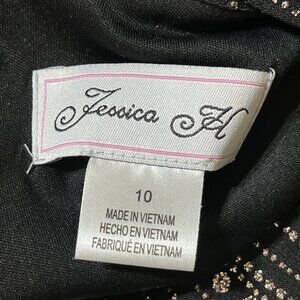 Jessica H
10
MADE IN VIETNAM
HECHO EN VIETNAM
FABRIQUÉ EN VIETNAM